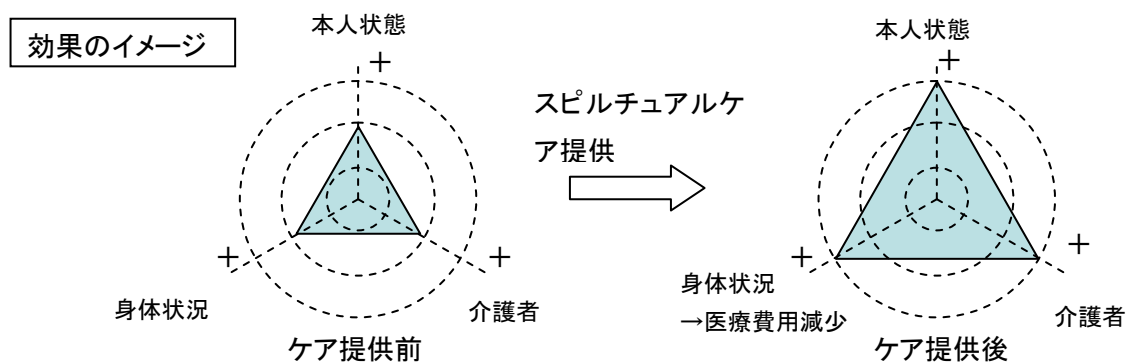 効果のイメージ
本人状態
+
+
+
身体状況
介護者
ケア提供前
スピルチュアルケ
ア提供
本人状態
+
+
+
身体状況
→医療費用減少
介護者
ケア提供後